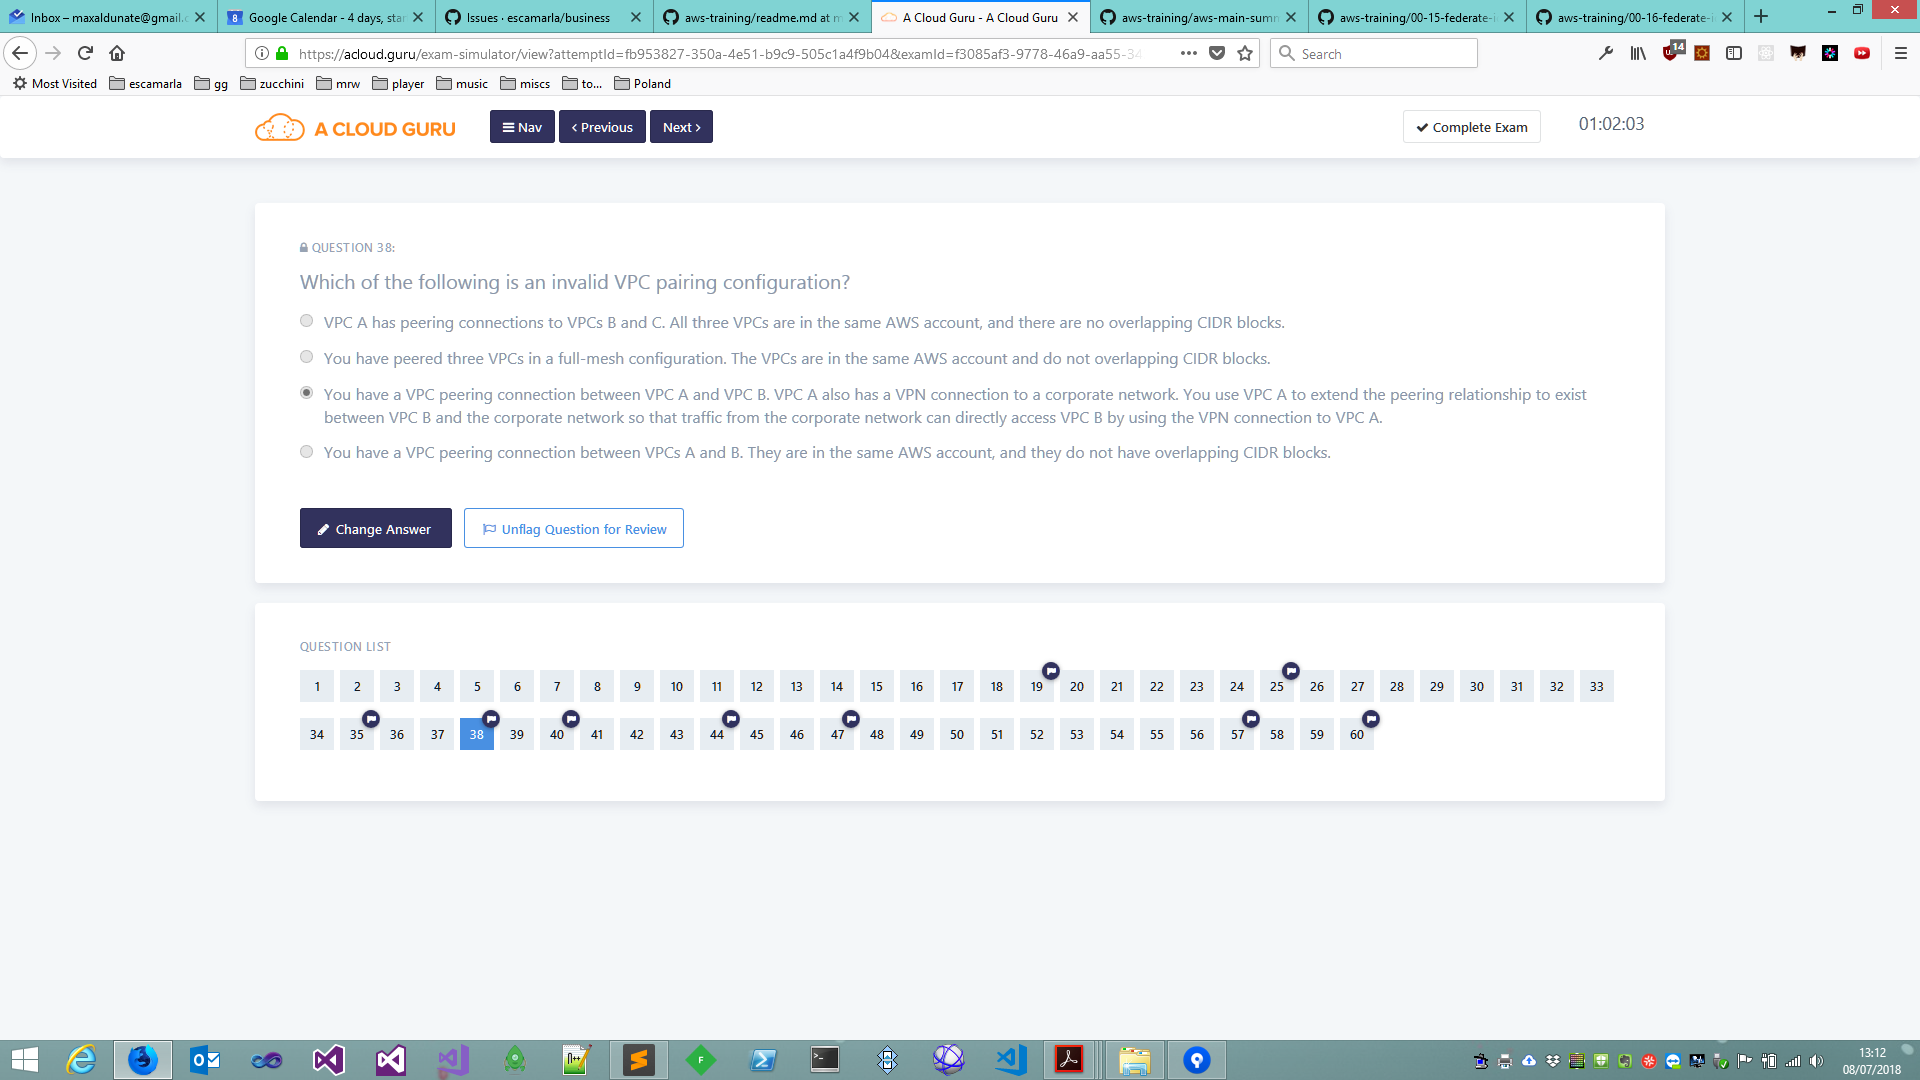 Inbox – maxaldunate@gmail.c
Google Calendar - 4 days, star
Issues · escamarla/business
aws-training/readme.md at m
A Cloud Guru - A Cloud Guru
aws-training/aws-main-summ
aws-training/00-15-federate-i
aws-training/00-16-federate-i
https://acloud.guru/exam-simulator/view?attemptId=fb953827-350a-4e51-b9c9-505c1a4f9b04&examId=f3085af3-9778-46a9-aa55-34
Search
14
Most Visited
escamarla
gg
zucchini
mrw
player
music
miscs
to...
Poland
A CLOUD GURU
Nav
Previous
Next
Complete Exam
01:02:03
QUESTION 38:
Which of the following is an invalid VPC pairing configuration?
VPC A has peering connections to VPCs B and C. All three VPCs are in the same AWS account, and there are no overlapping CIDR blocks.
You have peered three VPCs in a full-mesh configuration. The VPCs are in the same AWS account and do not overlapping CIDR blocks.
You have a VPC peering connection between VPC A and VPC B. VPC A also has a VPN connection to a corporate network. You use VPC A to extend the peering relationship to exist
between VPC B and the corporate network so that traffic from the corporate network can directly access VPC B by using the VPN connection to VPC A.
You have a VPC peering connection between VPCs A and B. They are in the same AWS account, and they do not have overlapping CIDR blocks.
Change Answer
Unflag Question for Review
QUESTION LIST
1 2 3 4 5 6 7 8 9 10 11 12 13 14 15 16 17 18 19 20 21 22 23 24 25 26 27 28 29 30 31 32 33
34 35 36 37 38 39 40 41 42 43 44 45 46 47 48 49 50 51 52 53 54 55 56 57 58 59 60
13:12
08/07/2018